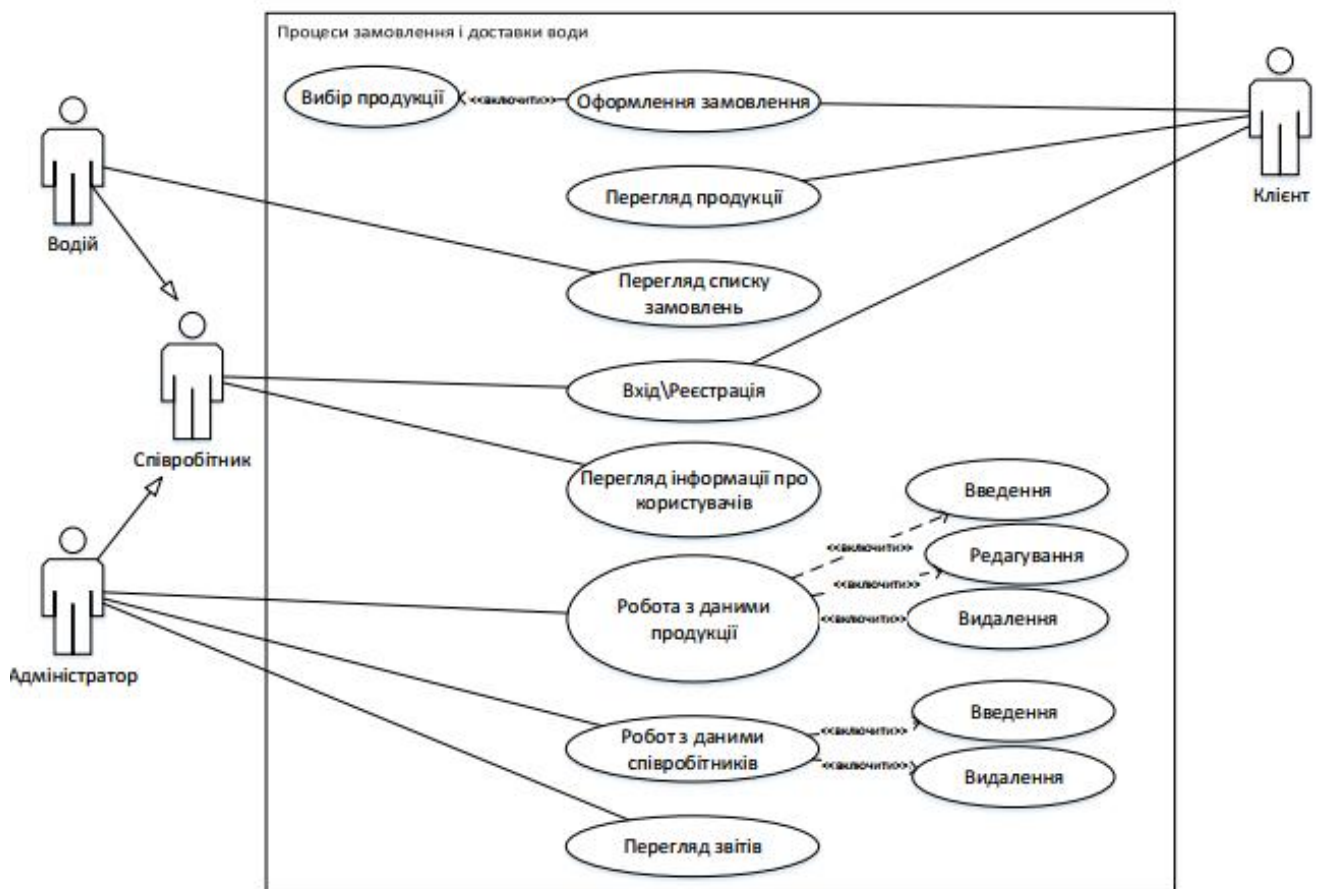 Процеси замовлення і доставки води
Вибір продукції
<<включити>>
Оформлення замовлення
Перегляд продукції
Клієнт
Водій
Перегляд списку
замовлень
Вхід\Реєстрація
Співробітник
Перегляд інформації про
користувачів
Введення
<<включити>>
Редагування
<<включити>>
Робота з даними
продукції
<<включити>>
Видалення
Адміністратор
Введення
<<включити>>
Робот з даними
співробітників
<<включити>>
Видалення
Перегляд звітів